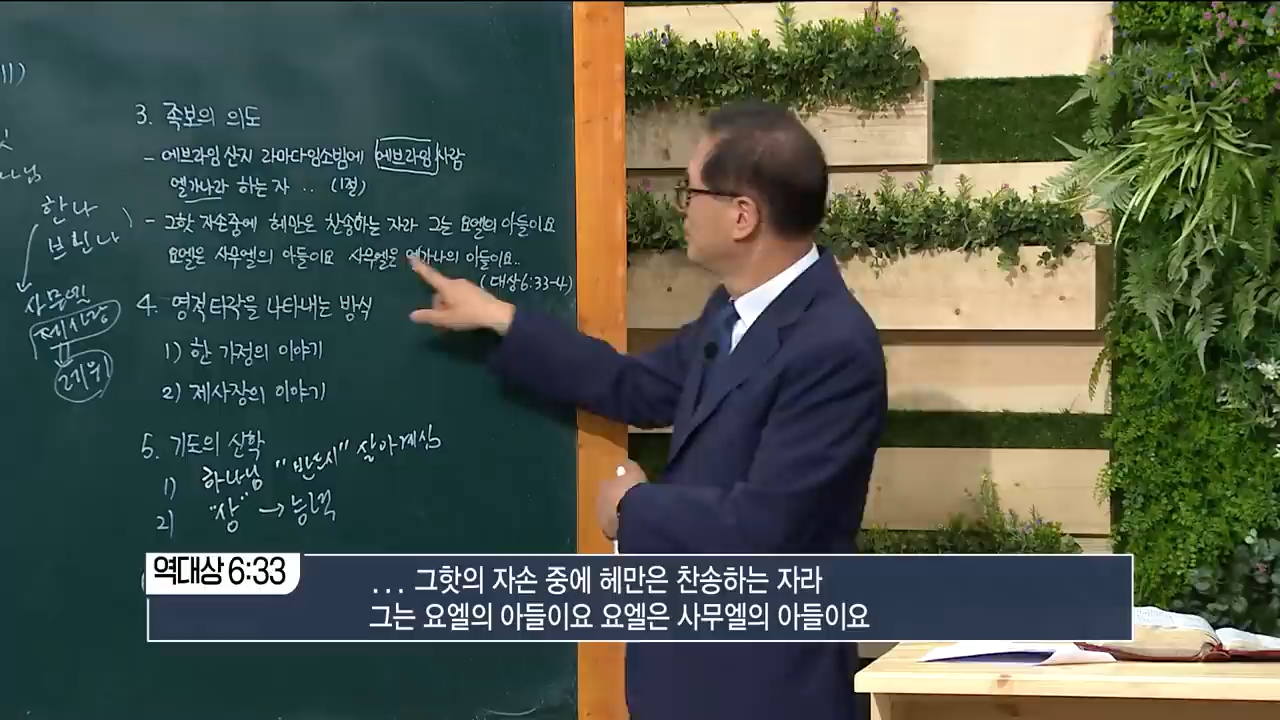 11)
한나
브닌나
사무엘
제사장
레위
3. 족보의 의도
- 에브라임 산지 라마다임소빔에 에브라임 사람
엘가나라 하는 자 .. (1절)
- 그핫 자손중에 헤만은 찬송하는 자라 그는 요엘의 아들이요
요엘은 사무엘의 아들이요 사무엘은 엘가나의 아들이요..
(대상6:33-4)
4. 영적타락을 나타내는 방식
1) 한 가정의 이야기
2) 제사장의 이야기
5. 기도의 신학
1) 하나님 "반드시" 살아계심
2) "상" → 능력
역대상 6:33
... 그핫의 자손 중에 헤만은 찬송하는 자라
그는 요엘의 아들이요 요엘은 사무엘의 아들이요